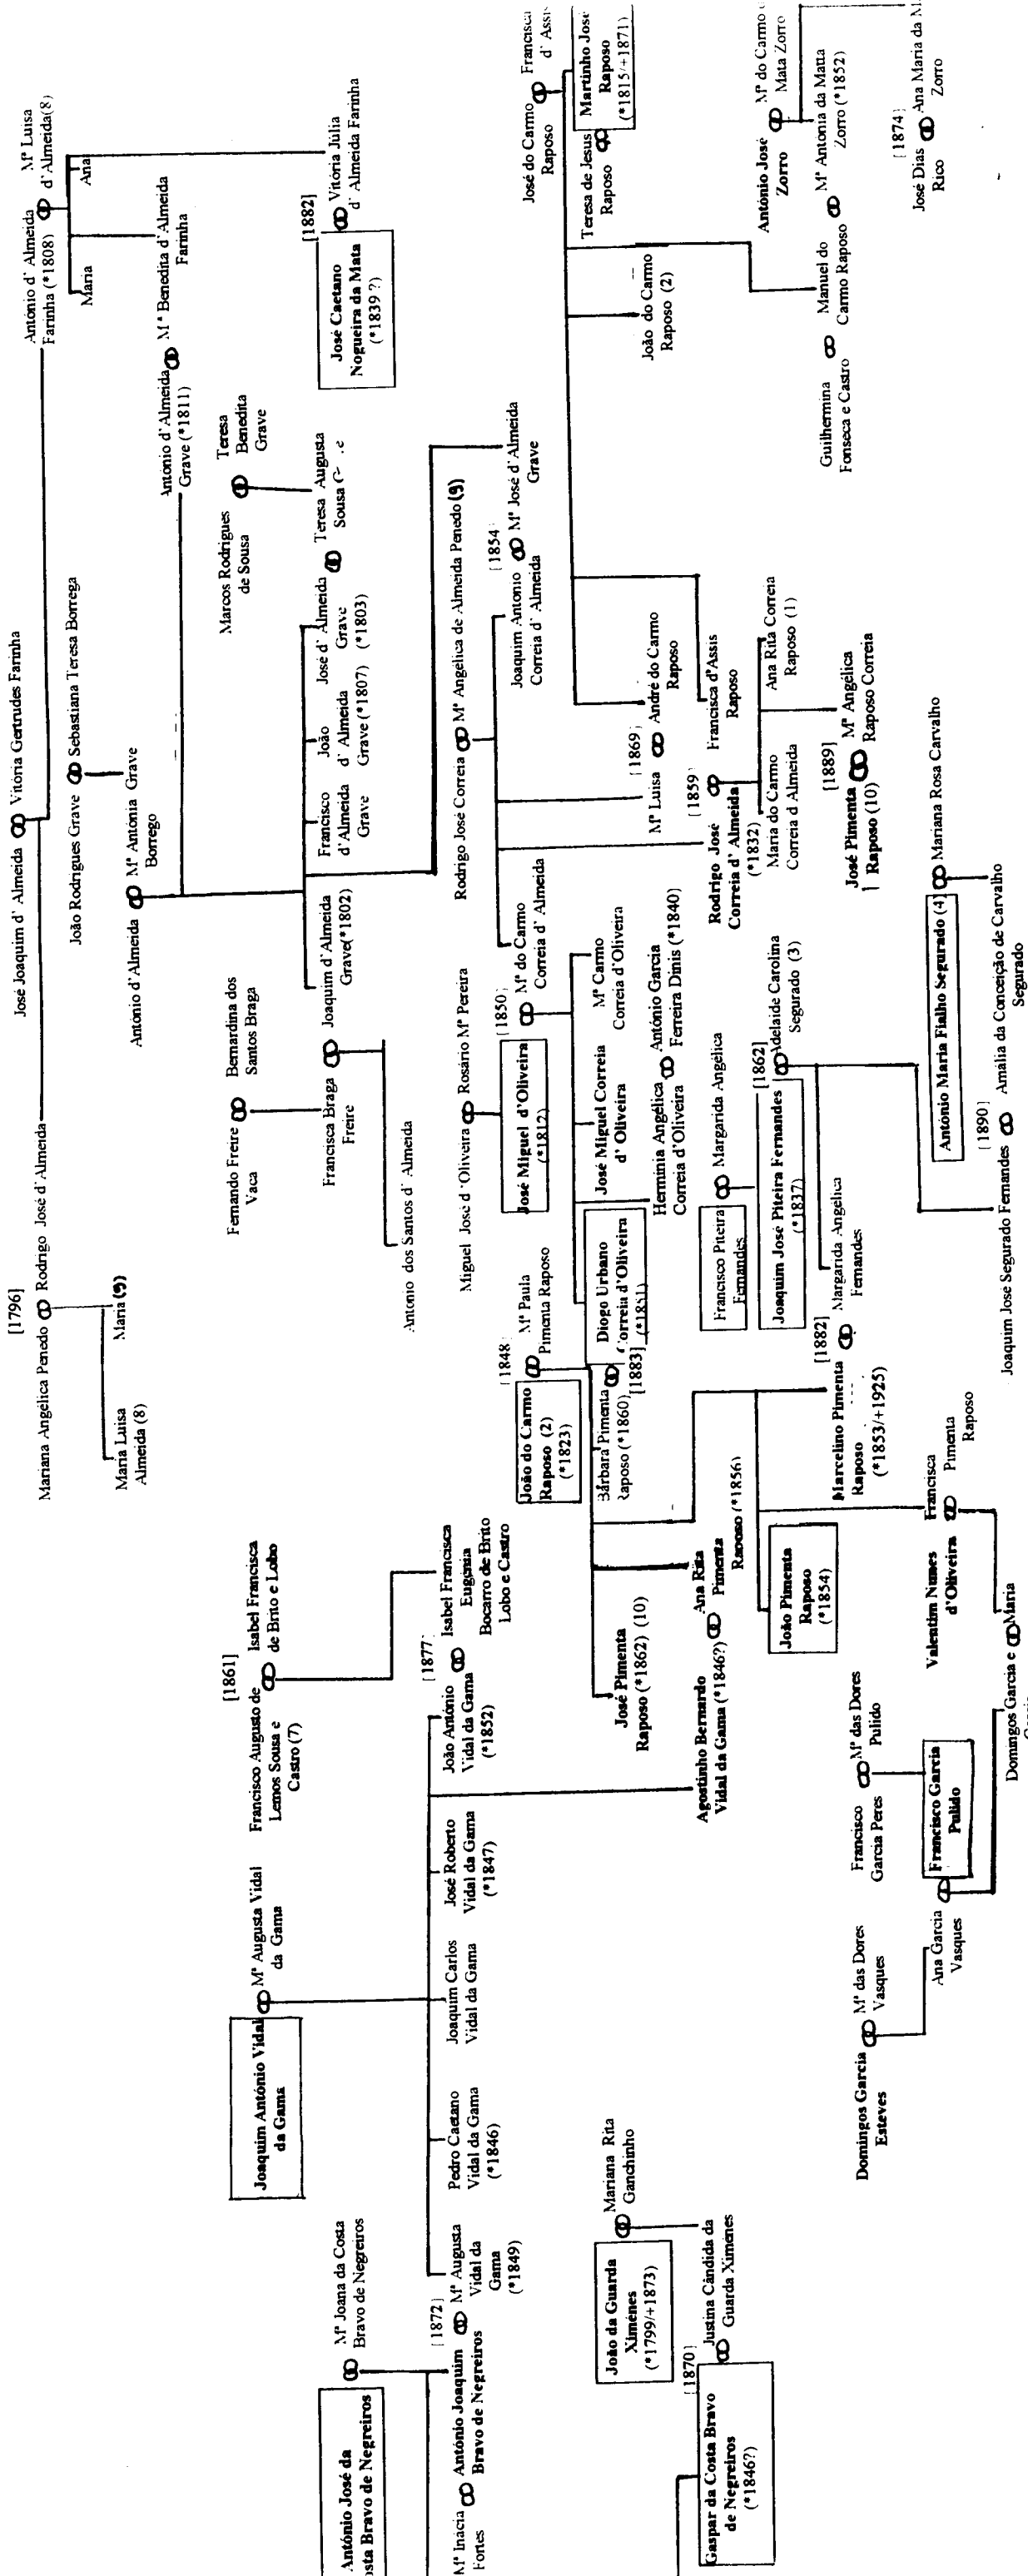 [1796]
José Joaquim d' Almeida Vitória Gertrudes Farinha
Mariana Angélica Penedo Rodrigo José d'Almeida
António d' Almeida
Farinha (*1808)
Mª Luisa
d'Almeida(8)
Maria Luisa
Almeida (8)
Maria (9)
Maria
Ana
João Rodrigues Grave Sebastiana Teresa Borrega
António d'Almeida
Mª Antónia Grave
Borrego
António d'Almeida
Grave (*1811)
Mª Benedita d'Almeida
Farinha
[1882]
José Caetano
Nogueira da Mata
(*1839 ?)
Vitória Júlia
d' Almeida Farinha
Fernando Freire
Vaca
Bernardina dos
Santos Braga
Marcos Rodrigues
de Sousa
Teresa
Benedita
Grave
Francisca Braga
Freire
Joaquim d'Almeida
Grave(*1802)
Francisco
d'Almeida
Grave
João
d' Almeida
Grave (*1807)
José d' Almeida
Grave
(*1803)
Teresa Augusta
Sousa
Antonio dos Santos d' Almeida
[1861]
Francisco Augusto de
Lemos Sousa e
Castro (7)
Isabel Francisca
de Brito e Lobo
Joaquim António Vidal
da Gama
Mª Augusta Vidal
da Gama
António José da
Costa Bravo de Negreiros
Mª Joana da Costa
Bravo de Negreiros
[1872]
Mª Inácia
Fortes
António Joaquim
Bravo de Negreiros
Mª Augusta
Vidal da
Gama
(*1849)
Pedro Caetano
Vidal da Gama
(*1846)
Joaquim Carlos
Vidal da Gama
José Roberto
Vidal da Gama
(*1847)
[1877]
João António
Vidal da Gama
(*1852)
Isabel Francisca
Eugénia
Bocarro de Brito
Lobo e Castro
Miguel José d'Oliveira Rosário Mª Pereira
Rodrigo José Correia Mª Angélica de Almeida Penedo (9)
[1850]
José Miguel d'Oliveira
(*1812)
Mª do Carmo
Correia d' Almeida
[1854]
Joaquim Antonio
Correia d' Almeida
Mª José d'Almeida
Grave
José do Carmo
Raposo
Francisca
d' Assis
[1848]
João do Carmo
Raposo (2)
(*1823)
Mª Paula
Pimenta Raposo
Teresa de Jesus
Raposo
Martinho José
Raposo
(*1815/+1871)
Bárbara Pimenta
Raposo (*1860)
[1883]
Diogo Urbano
Correia d'Oliveira
(*1851)
José Miguel Correia
d' Oliveira
Mª Carmo
Correia d'Oliveira
Hermínia Angélica
Correia d'Oliveira
António Garcia
Ferreira Dinis (*1840)
[1869]
Mª Luisa
André do Carmo
Raposo
João do Carmo
Raposo (2)
João da Guarda
Ximénes
(*1799/+1873)
Mariana Rita
Ganchinho
José Pimenta
Raposo (*1862) (10)
[1859]
Rodrigo José
Correia d' Almeida
(*1832)
Francisca d'Assis
Raposo
[1870]
Gaspar da Costa Bravo
de Negreiros
(*1846?)
Justina Cândida da
Guarda Ximénes
Agostinho Bernardo
Vidal da Gama (*1846?)
Ana Rita
Pimenta
Raposo (*1856)
Francisco Piteira
Fernandes
Margarida Angélica
Maria do Carmo
Correia d Almeida
Ana Rita Correia
Raposo (1)
António José
Zorro
Mª do Carmo
Mata Zorro
[1862]
Joaquim José Piteira Fernandes
(*1837)
Adelaide Carolina
Segurado (3)
João Pimenta
Raposo
(*1854)
Guilhermina
Fonseca e Castro
Manuel do
Carmo Raposo
Mª Antonia da Matta
Zorro (*1852)
[1882]
Marcelino Pimenta
Raposo
(*1853/+1925)
Margarida Angélica
Fernandes
[1889]
José Pimenta
Raposo (10)
Mª Angélica
Raposo Correia
[1874]
José Dias
Rico
Ana Maria da M.
Zorro
Domingos Garcia
Esteves
Mª das Dores
Vasques
Francisco
Garcia Peres
Mª das Dores
Pulido
Valentim Nunes
d'Oliveira
Francisca
Pimenta
Raposo
António Maria Fialho Segurado (4)
Mariana Rosa Carvalho
Ana Garcia
Vasques
Francisco Garcia
Pulido
[1890]
Joaquim José Segurado Fernandes
Amália da Conceição de Carvalho
Segurado
Domingos Garcia e
Maria